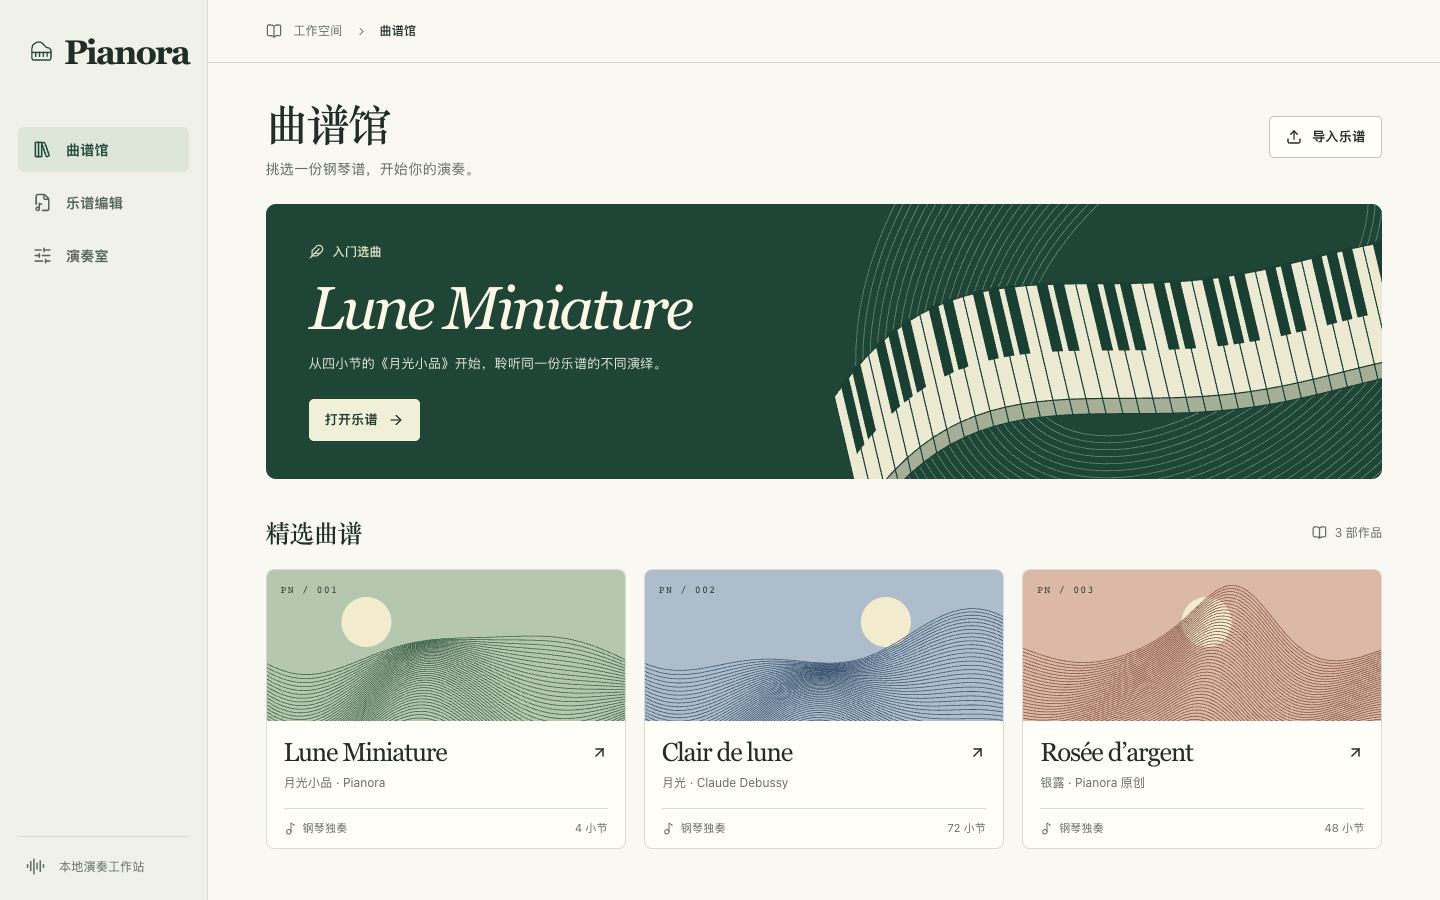 Pianora
曲谱馆
乐谱编辑
演奏室
本地演奏工作站
工作空间 > 曲谱馆
曲谱馆
挑选一份钢琴谱，开始你的演奏。
导入乐谱
入门选曲
Lune Miniature
从四小节的《月光小品》开始，聆听同一份乐谱的不同演绎。
打开乐谱
精选曲谱
3 部作品
PN / 001
Lune Miniature
月光小品 · Pianora
钢琴独奏
4 小节
PN / 002
Clair de lune
月光 · Claude Debussy
钢琴独奏
72 小节
PN / 003
Rosée d’argent
银露 · Pianora 原创
钢琴独奏
48 小节